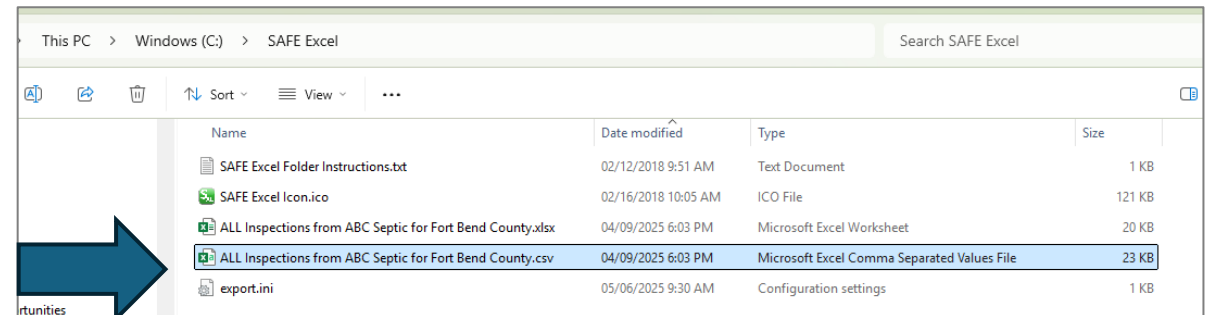 This PC > Windows (C:) > SAFE Excel Search SAFE Excel
Sort View ...
Name Date modified Type Size
SAFE Excel Folder Instructions.txt 02/12/2018 9:51 AM Text Document 1 KB
SAFE Excel Icon.ico 02/16/2018 10:05 AM ICO File 121 KB
ALL Inspections from ABC Septic for Fort Bend County.xlsx 04/09/2025 6:03 PM Microsoft Excel Worksheet 20 KB
ALL Inspections from ABC Septic for Fort Bend County.csv 04/09/2025 6:03 PM Microsoft Excel Comma Separated Values File 23 KB
export.ini 05/06/2025 9:30 AM Configuration settings 1 KB
rtunities